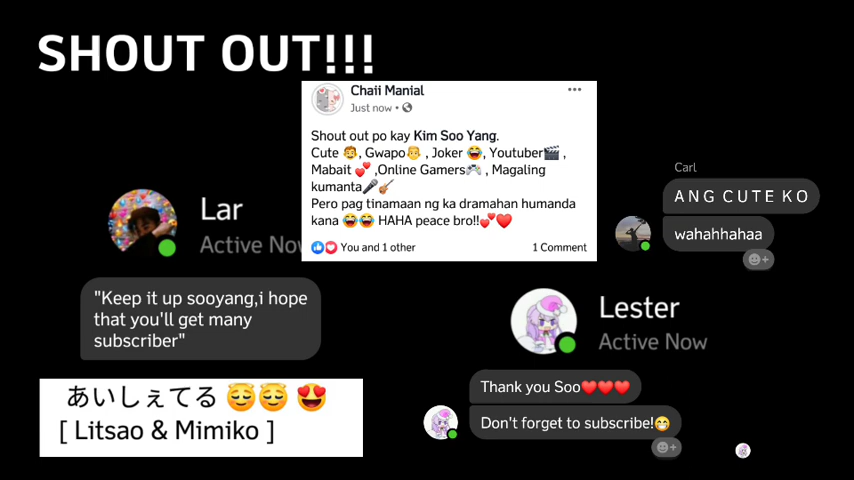 SHOUT OUT!!!
Chaii Manial
Just now •
Shout out po kay Kim Soo Yang.
Cute 👨, Gwapo👨 , Joker 😂, Youtuber🎬 ,
Mabait 💕 ,Online Gamers🎮 , Magaling
kumanta🎤🎸
Pero pag tinamaan ng ka dramahan humanda
kana 😂😂 HAHA peace bro!!💕❤️
You and 1 other
1 Comment
Lar
Active Now
"Keep it up sooyang,i hope
that you'll get many
subscriber"
Carl
ANG CUTE KO
wahahhahaa
Lester
Active Now
Thank you Soo❤️❤️❤️
Don't forget to subscribe!😁
あいしぇてる 😇😇 😍
[ Litsao & Mimiko ]